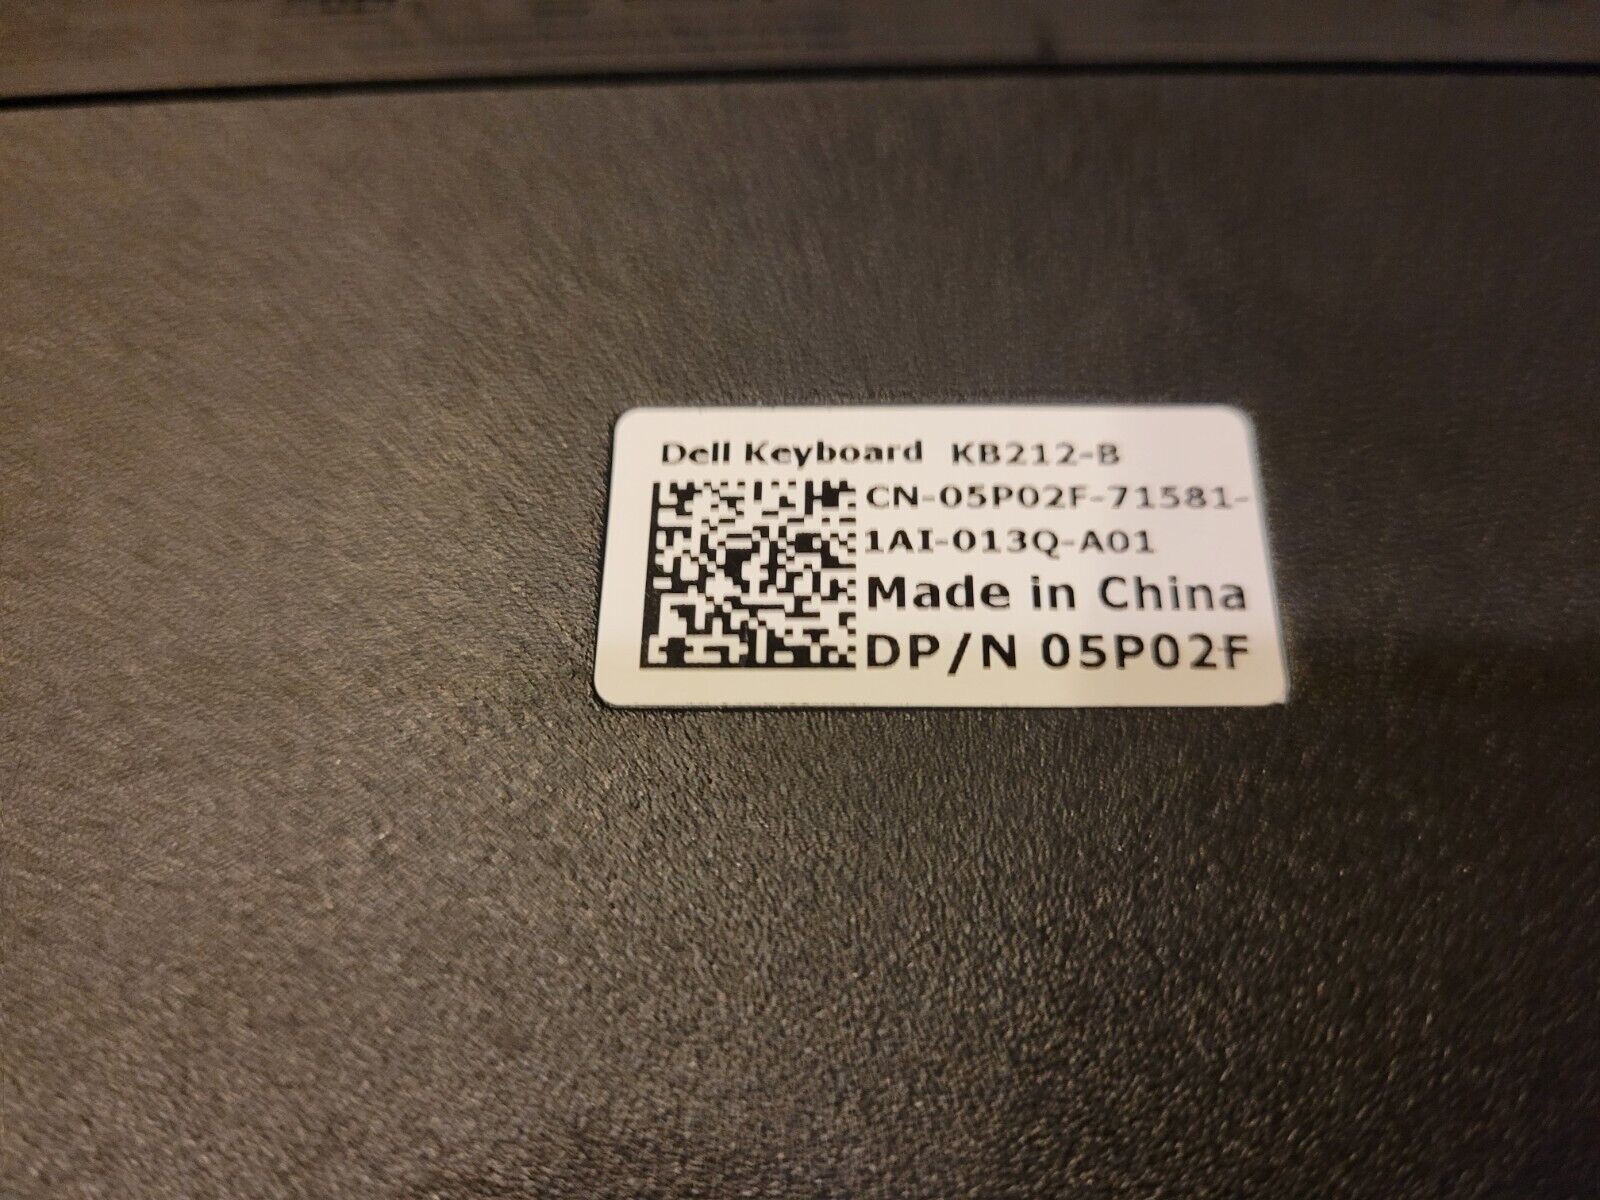 Dell Keyboard KB212-B
CN-05P02F-71581-
1AI-013Q-A01
Made in China
DP/N 05P02F